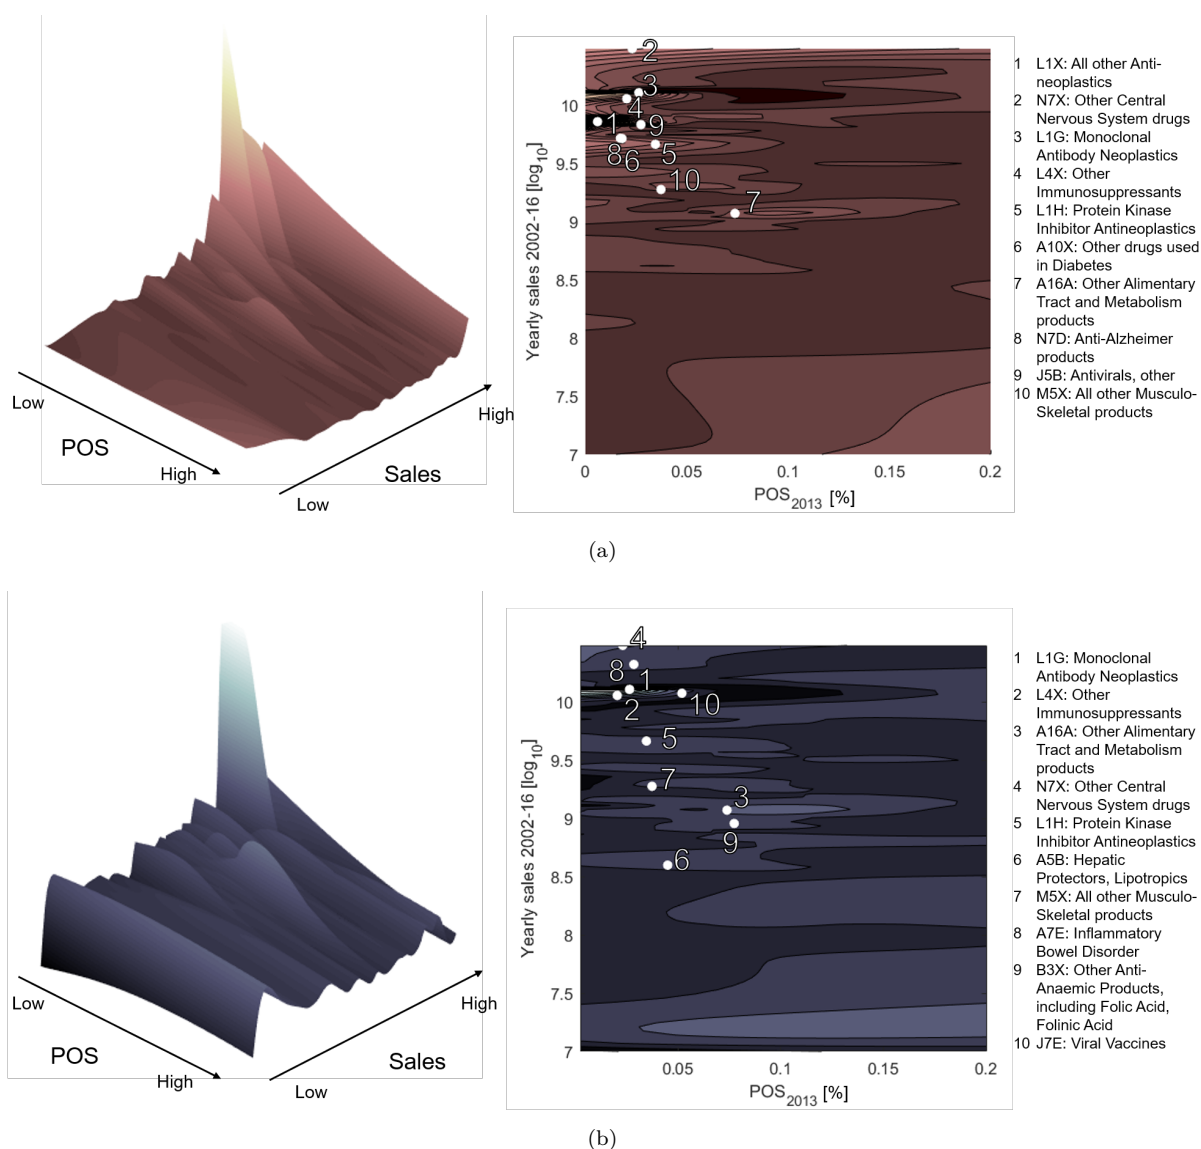 Low
POS
High
High
Sales
Low
Yearly sales 2002-16 [log10]
10
9.5
9
8.5
8
7.5
7
0
0.05
0.1
0.15
0.2
POS2013 [%]
2
3
4
1
9
8
6
5
10
7
1 L1X: All other Anti-
neoplastics
2 N7X: Other Central
Nervous System drugs
3 L1G: Monoclonal
Antibody Neoplastics
4 L4X: Other
Immunosuppressants
5 L1H: Protein Kinase
Inhibitor Antineoplastics
6 A10X: Other drugs used
in Diabetes
7 A16A: Other Alimentary
Tract and Metabolism
products
8 N7D: Anti-Alzheimer
products
9 J5B: Antivirals, other
10 M5X: All other Musculo-
Skeletal products
(a)
Low
POS
High
High
Sales
Low
Yearly sales 2002-16 [log10]
10
9.5
9
8.5
8
7.5
7
0.05
0.1
0.15
0.2
POS2013 [%]
4
8
1
2
10
5
7
3
9
6
1 L1G: Monoclonal
Antibody Neoplastics
2 L4X: Other
Immunosuppressants
3 A16A: Other Alimentary
Tract and Metabolism
products
4 N7X: Other Central
Nervous System drugs
5 L1H: Protein Kinase
Inhibitor Antineoplastics
6 A5B: Hepatic
Protectors, Lipotropics
7 M5X: All other Musculo-
Skeletal products
8 A7E: Inflammatory
Bowel Disorder
9 B3X: Other Anti-
Anaemic Products,
including Folic Acid,
Folinic Acid
10 J7E: Viral Vaccines
(b)